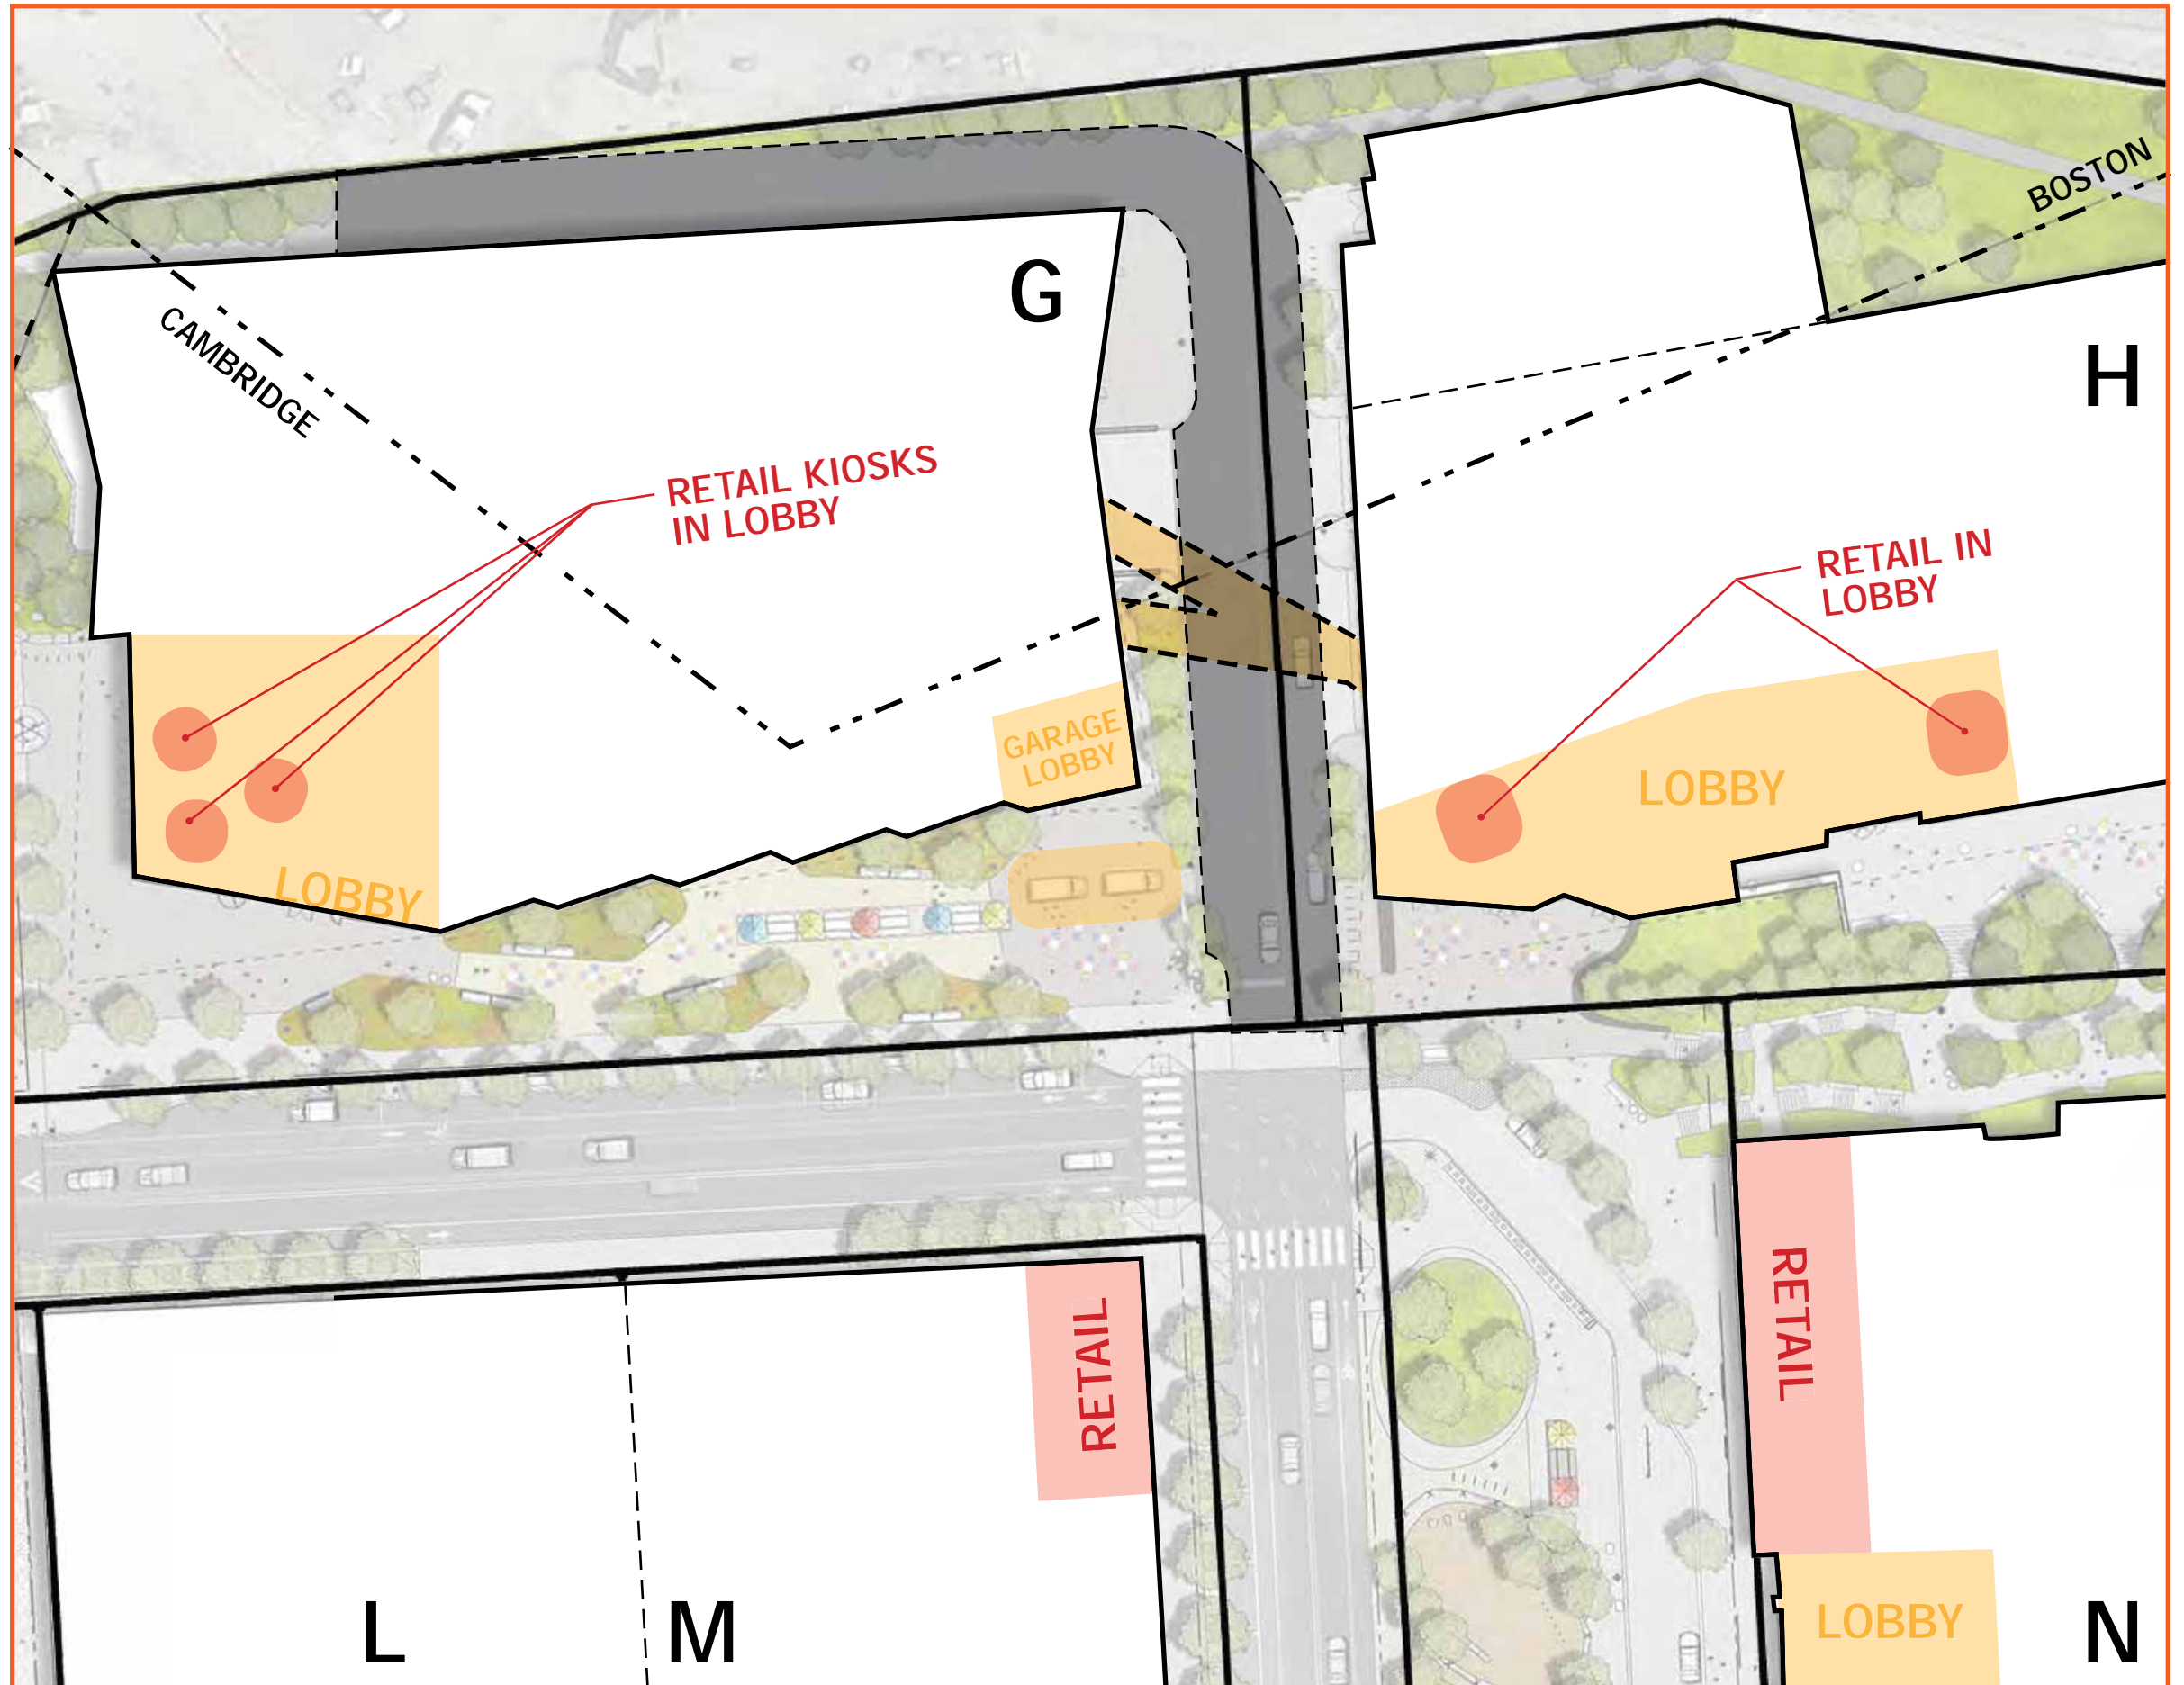 BOSTON
G
CAMBRIDGE
H
RETAIL KIOSKS
IN LOBBY
RETAIL IN
LOBBY
GARAGE
LOBBY
LOBBY
LOBBY
RETAIL
RETAIL
L
M
LOBBY
N